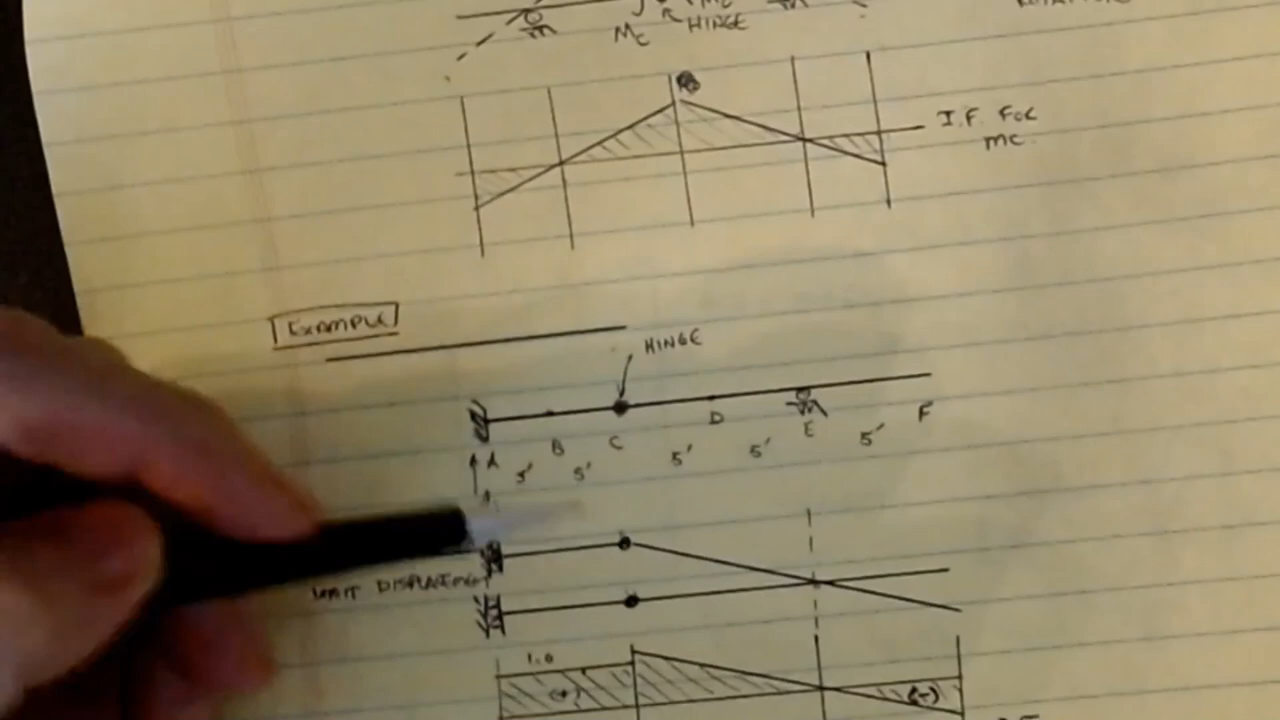 Mc HINGE
I.F. FOR
MC
EXAMPLE
HINGE
A B C D E F
5' 5' 5' 5' 5'
UNIT DISPLACEMENT
1.0
(+) (-)